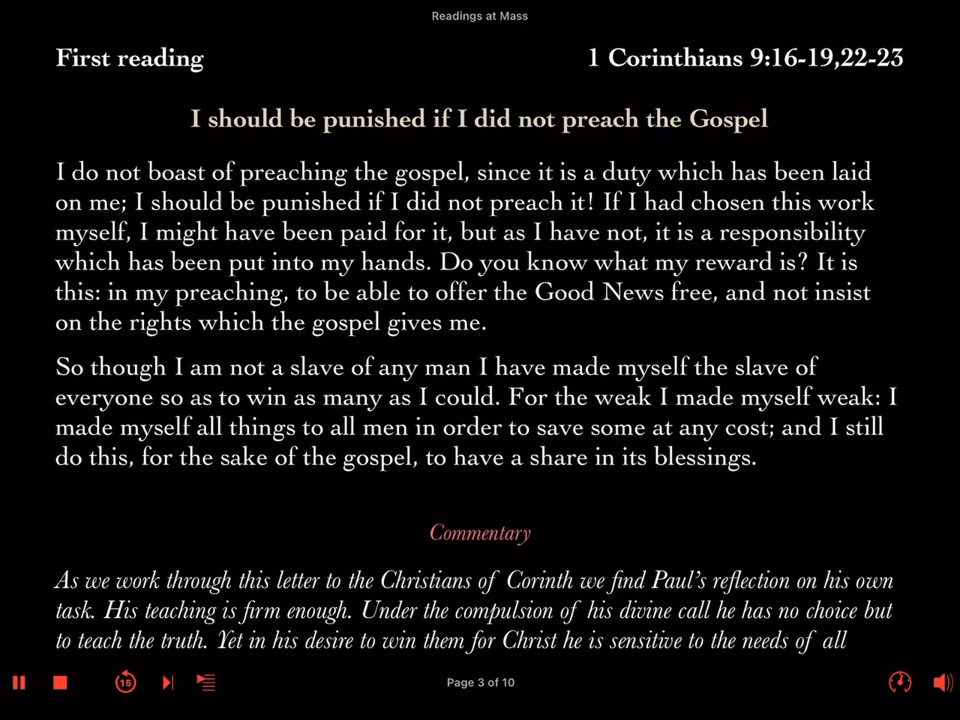 Readings at Mass
First reading
1 Corinthians 9:16-19,22-23
I should be punished if I did not preach the Gospel
I do not boast of preaching the gospel, since it is a duty which has been laid
on me; I should be punished if I did not preach it! If I had chosen this work
myself, I might have been paid for it, but as I have not, it is a responsibility
which has been put into my hands. Do you know what my reward is? It is
this: in my preaching, to be able to offer the Good News free, and not insist
on the rights which the gospel gives me.
So though I am not a slave of any man I have made myself the slave of
everyone so as to win as many as I could. For the weak I made myself weak: I
made myself all things to all men in order to save some at any cost; and I still
do this, for the sake of the gospel, to have a share in its blessings.
Commentary
As we work through this letter to the Christians of Corinth we find Paul's reflection on his own
task. His teaching is firm enough. Under the compulsion of his divine call he has no choice but
to teach the truth. Yet in his desire to win them for Christ he is sensitive to the needs of all
15
Page 3 of 10